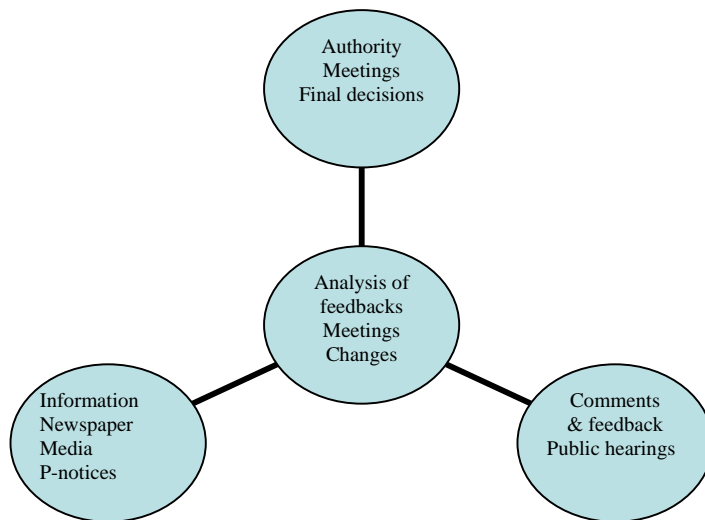 Authority
Meetings
Final decisions
Analysis of
feedbacks
Meetings
Changes
Information
Newspaper
Media
P-notices
Comments
& feedback
Public hearings